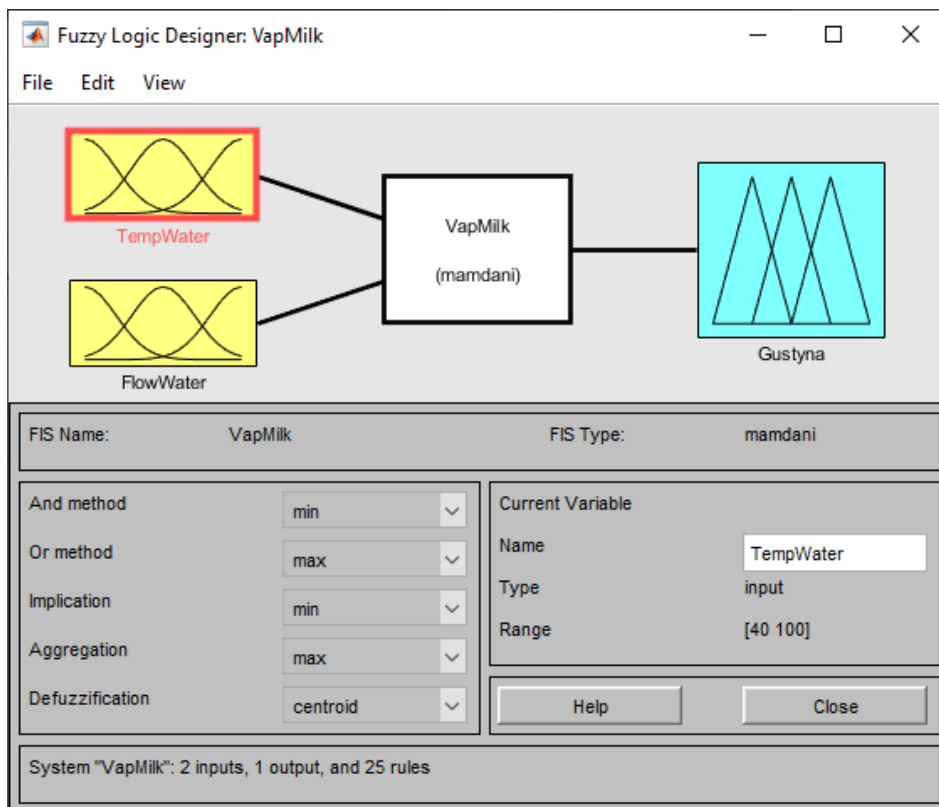 Fuzzy Logic Designer: VapMilk
File Edit View
TempWater
FlowWater
VapMilk
(mamdani)
Gustyna
FIS Name: VapMilk FIS Type: mamdani
And method min
Or method max
Implication min
Aggregation max
Defuzzification centroid
Current Variable
Name TempWater
Type input
Range [40 100]
Help Close
System "VapMilk": 2 inputs, 1 output, and 25 rules